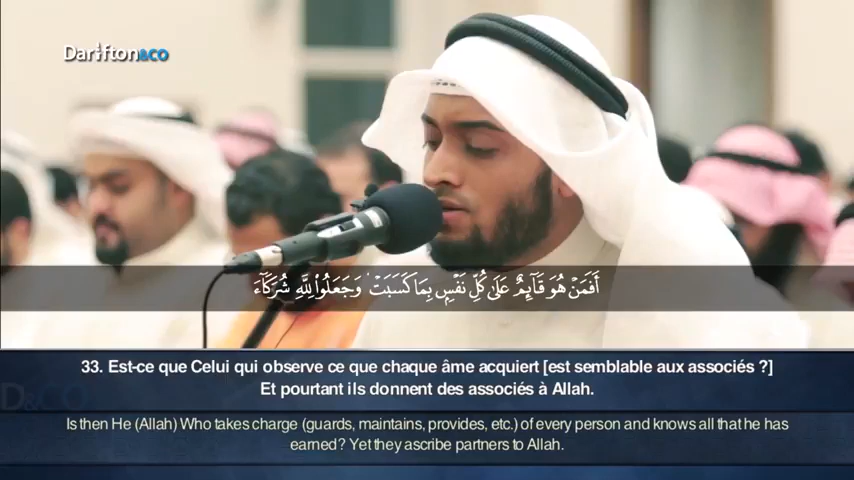 Darifton&co
أَفَمَنْ هُوَ قَآئِمٌ عَلَىٰ كُلِّ نَفْسٍۭ بِمَا كَسَبَتْ ۗ وَجَعَلُوا۟ لِلَّهِ شُرَكَآءَ
33. Est-ce que Celui qui observe ce que chaque âme acquiert [est semblable aux associés ?]
Et pourtant ils donnent des associés à Allah.
D&CO
Is then He (Allah) Who takes charge (guards, maintains, provides, etc.) of every person and knows all that he has
earned? Yet they ascribe partners to Allah.